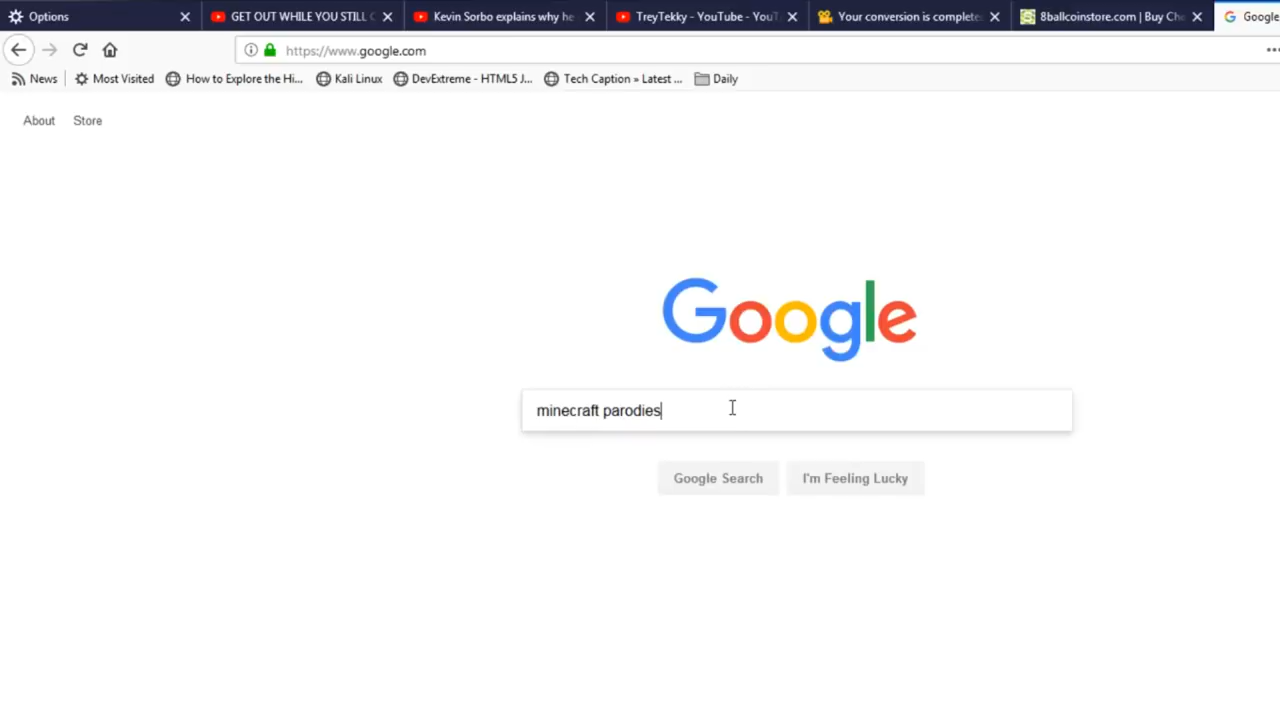 Options
GET OUT WHILE YOU STILL C
Kevin Sorbo explains why he
TreyTekky - YouTube - YouT
Your conversion is complete
8ballcoinstore.com | Buy Che
Google
https://www.google.com
News
Most Visited
How to Explore the Hi...
Kali Linux
DevExtreme - HTML5 J...
Tech Caption » Latest ...
Daily
About
Store
Google
minecraft parodies
Google Search
I'm Feeling Lucky